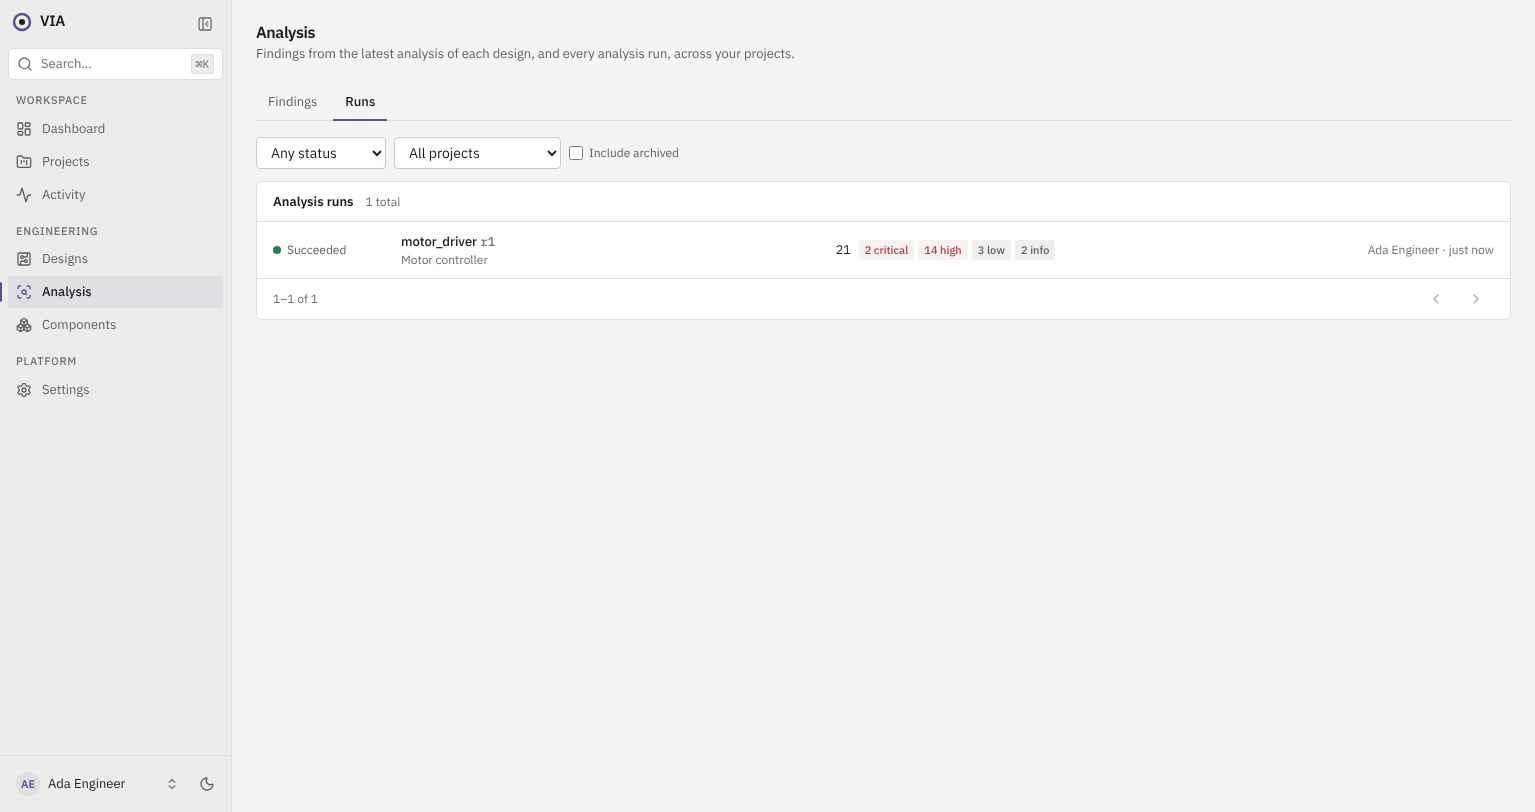 VIA
Search...
⌘K
WORKSPACE
Dashboard
Projects
Activity
ENGINEERING
Designs
Analysis
Components
PLATFORM
Settings
AE
Ada Engineer
Analysis
Findings from the latest analysis of each design, and every analysis run, across your projects.
Findings
Runs
Any status
All projects
Include archived
Analysis runs 1 total
Succeeded
motor_driver r1
Motor controller
21 2 critical 14 high 3 low 2 info
Ada Engineer · just now
1–1 of 1